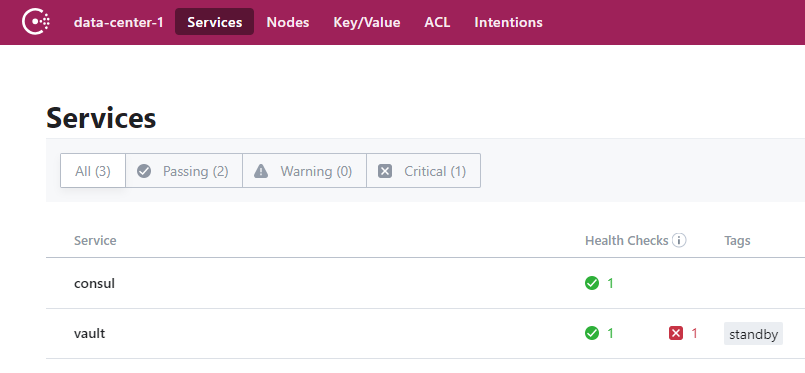 data-center-1 Services Nodes Key/Value ACL Intentions
Services
All (3) Passing (2) Warning (0) Critical (1)
Service Health Checks Tags
consul 1
vault 1 1 standby